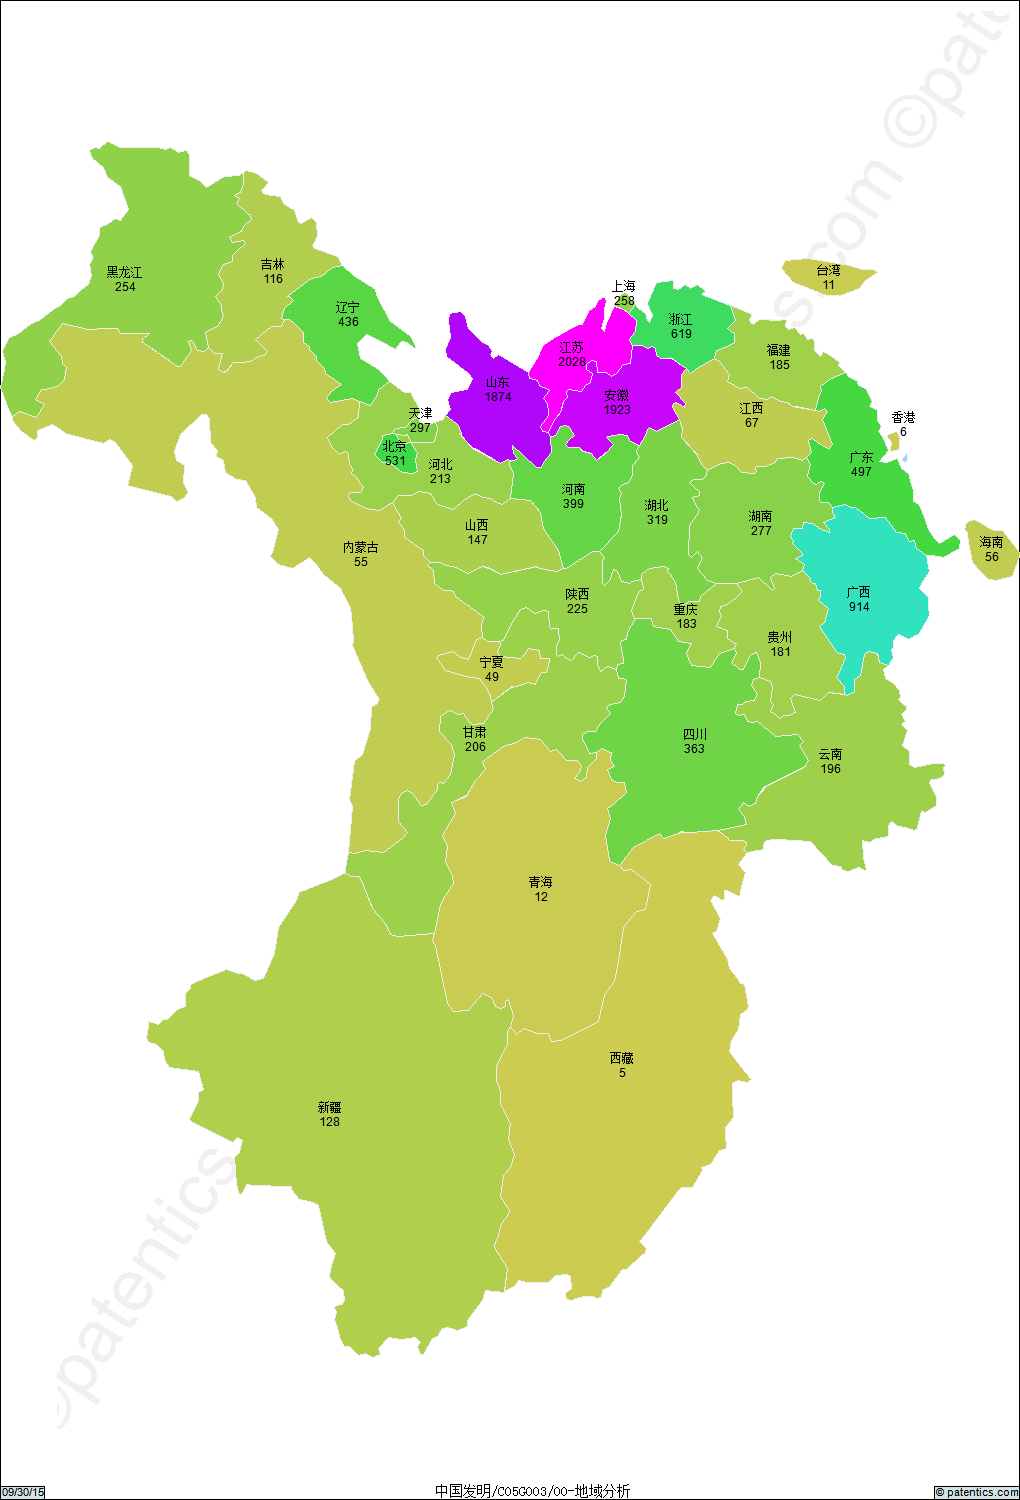 ©patentics.com ©patentics.com
黑龙江
254
吉林
116
辽宁
436
上海
258
台湾
11
浙江
619
江苏
2028
福建
185
山东
1874
安徽
1923
江西
67
天津
297
香港
6
北京
531
河北
213
广东
497
河南
399
湖北
319
湖南
277
山西
147
内蒙古
55
海南
56
陕西
225
广西
914
重庆
183
贵州
181
宁夏
49
甘肃
206
四川
363
云南
196
青海
12
西藏
5
新疆
128
09/30/15
中国发明/C05G003/00-地域分析
© patentics.com